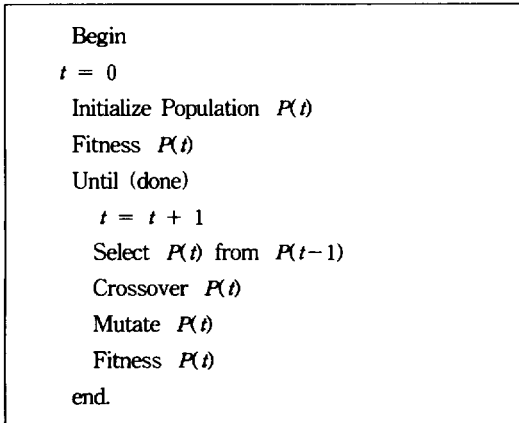 Begin
t = 0
Initialize Population P(t)
Fitness P(t)
Until (done)
t = t + 1
Select P(t) from P(t-1)
Crossover P(t)
Mutate P(t)
Fitness P(t)
end.